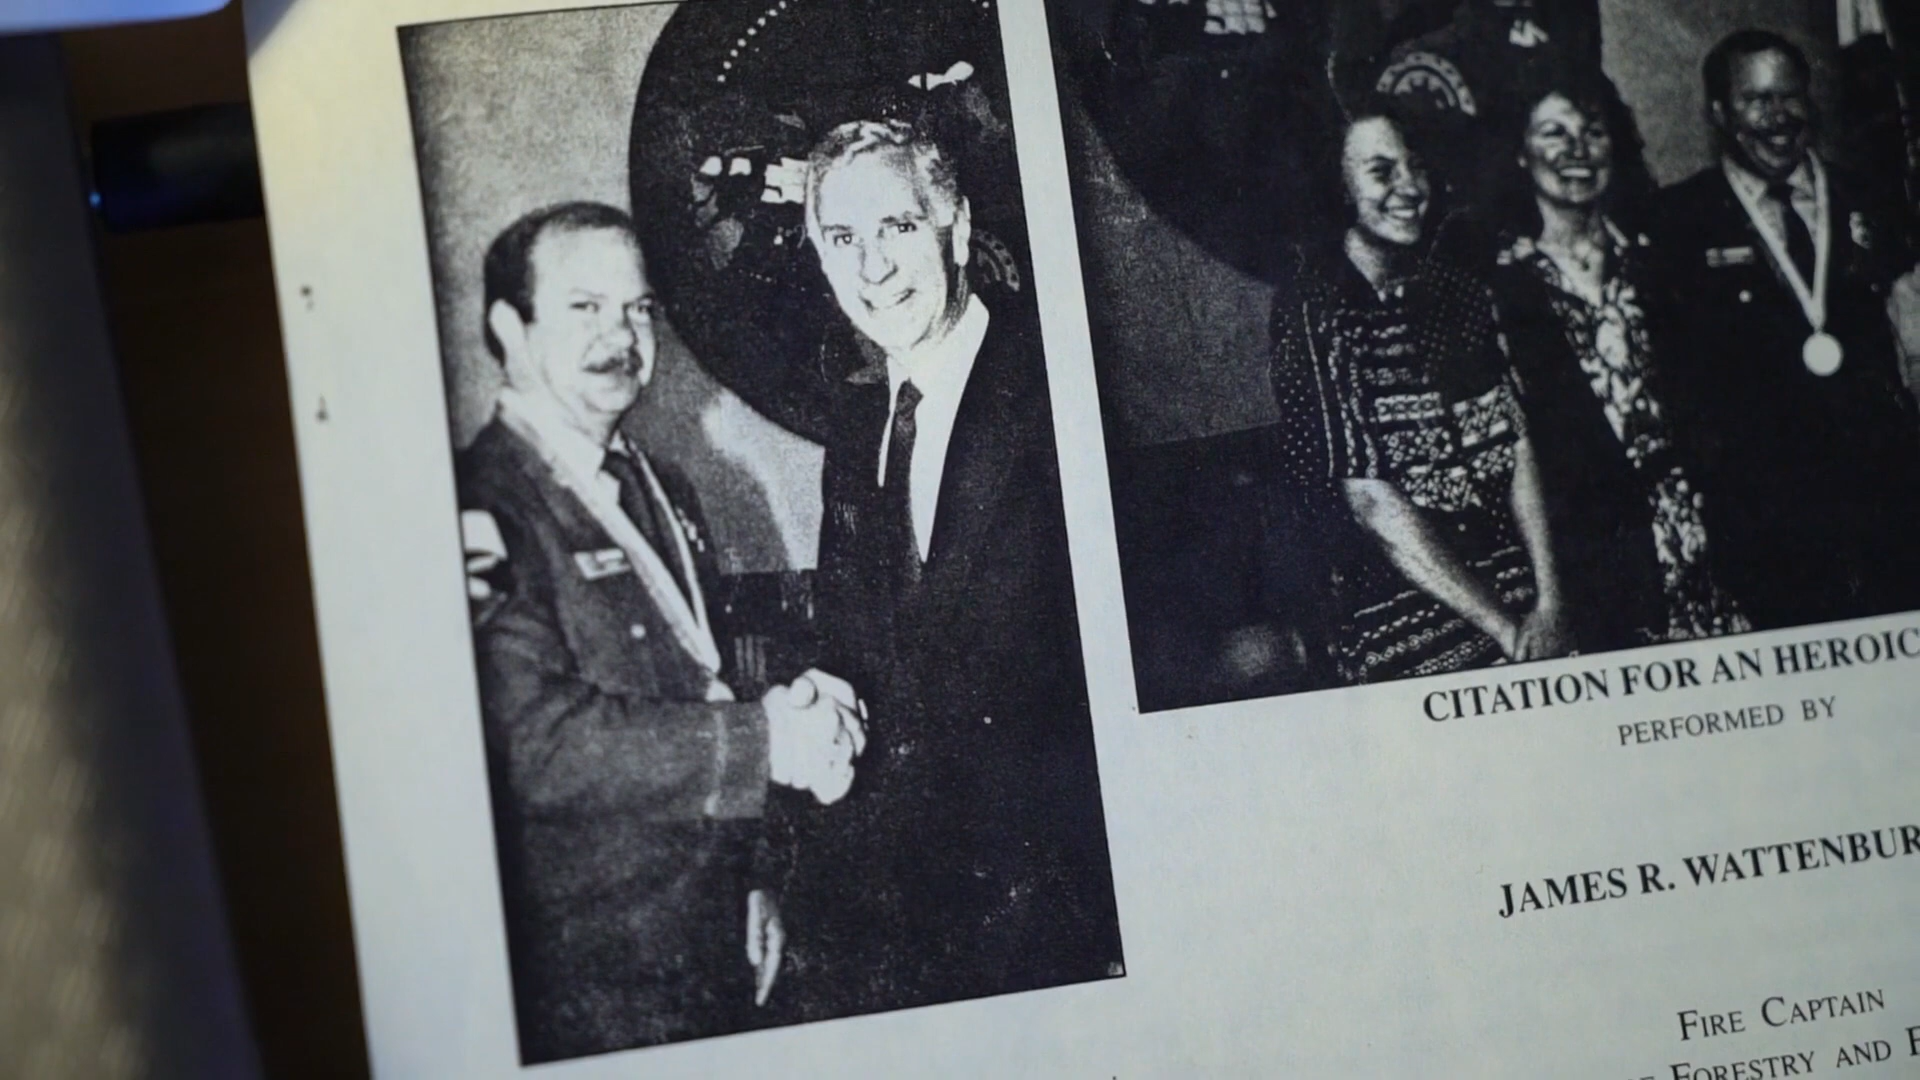 CITATION FOR AN HEROIC
PERFORMED BY
JAMES R. WATTENBUR
FIRE CAPTAIN
FORESTRY AND F